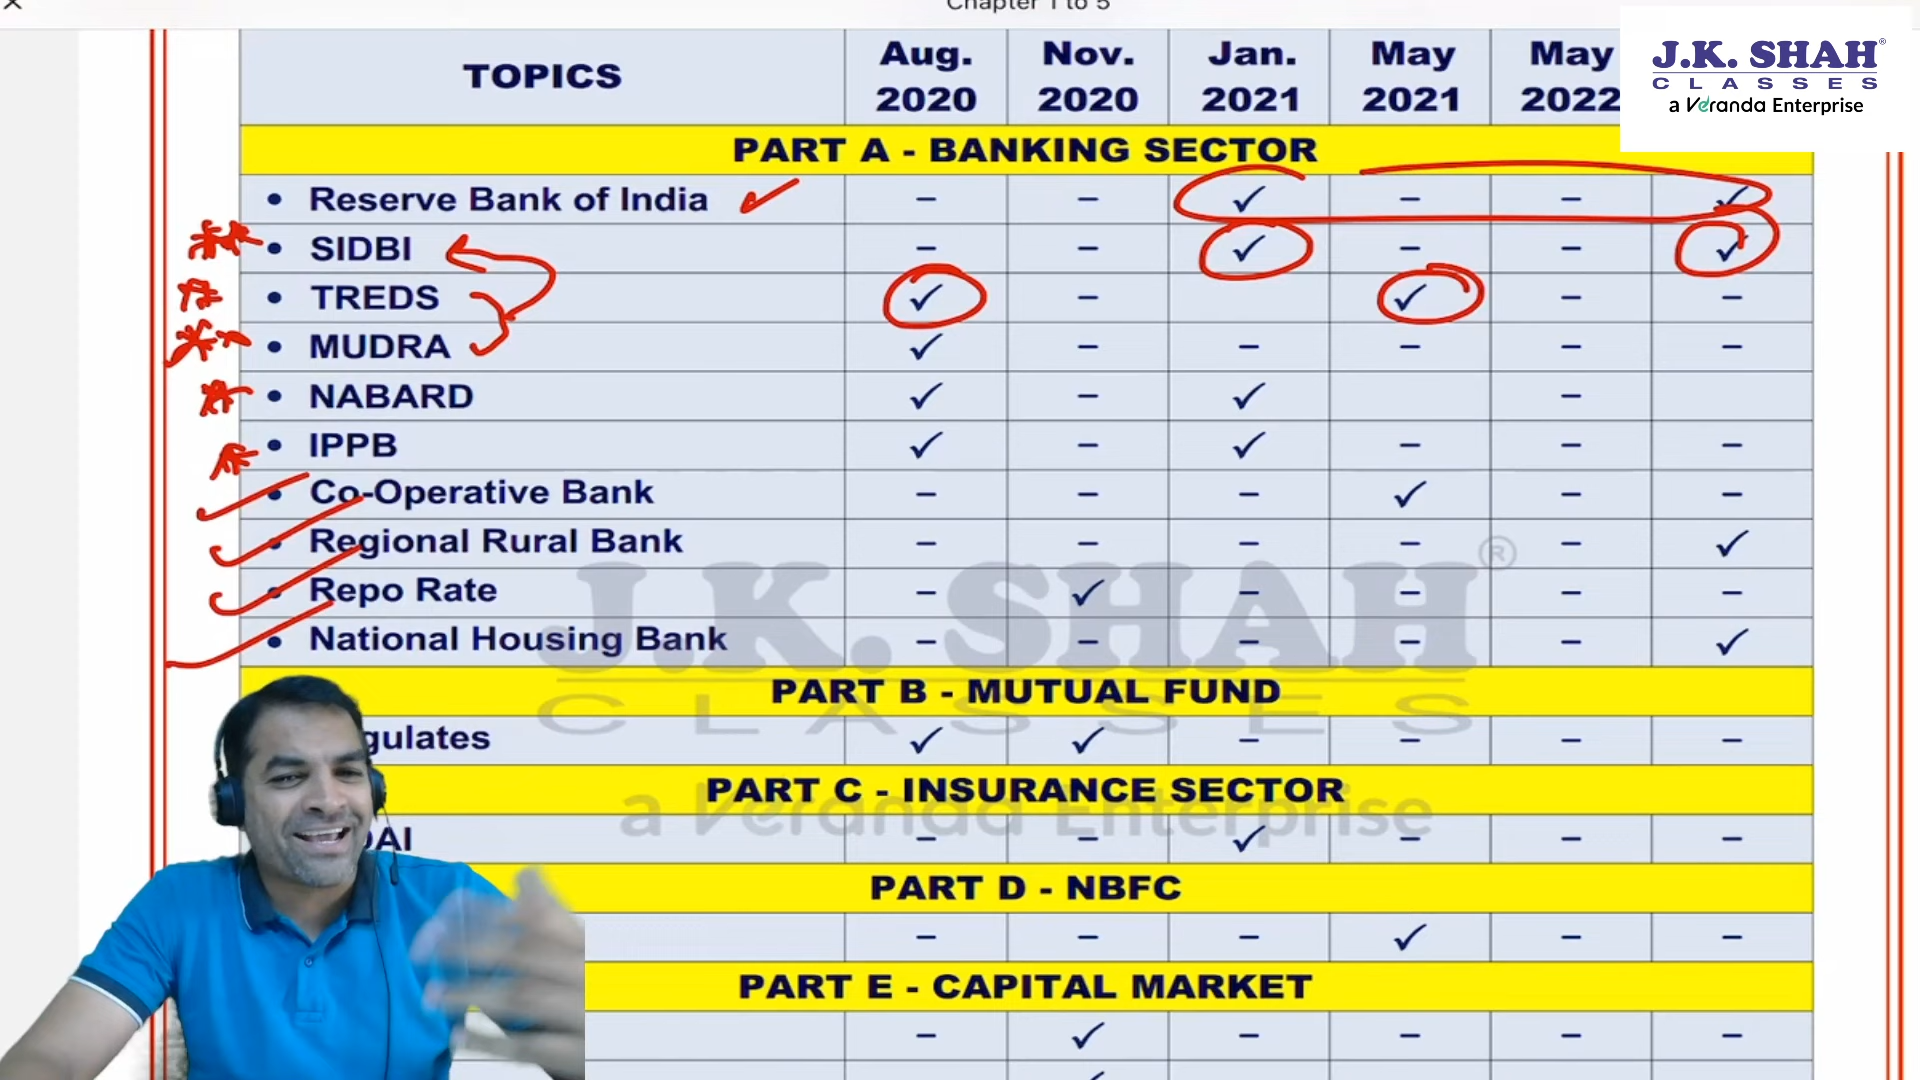 Chapter 1 to 5
J.K. SHAH®
CLASSES
a Veranda Enterprise
TOPICS Aug. 2020 Nov. 2020 Jan. 2021 May 2021 May 2022
PART A - BANKING SECTOR
• Reserve Bank of India – – ✓ – – ✓
• SIDBI – – ✓ – – ✓
• TREDS ✓ – ✓ – –
• MUDRA ✓ – – – – –
• NABARD ✓ – ✓ –
• IPPB ✓ – ✓ – – –
• Co-Operative Bank – – – ✓ – –
• Regional Rural Bank – – – – – ✓
• Repo Rate – ✓ – – – –
• National Housing Bank – – – – – ✓
PART B - MUTUAL FUND
gulates ✓ ✓ – – – –
PART C - INSURANCE SECTOR
DAI – – ✓ – – –
PART D - NBFC
– – – ✓ – –
PART E - CAPITAL MARKET
– ✓ – – – –
J.K. SHAH®
CLASSES
a Veranda Enterprise